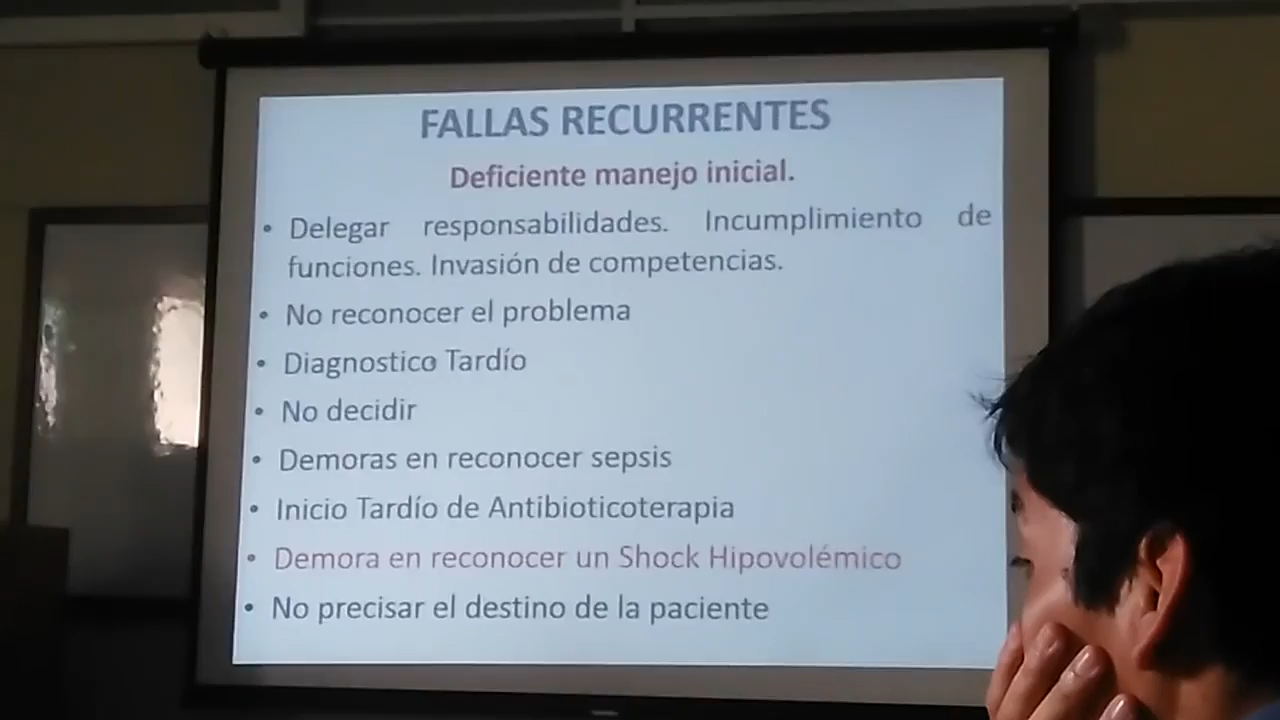 FALLAS RECURRENTES
Deficiente manejo inicial.
• Delegar responsabilidades. Incumplimiento de
funciones. Invasión de competencias.
• No reconocer el problema
• Diagnostico Tardío
• No decidir
• Demoras en reconocer sepsis
• Inicio Tardío de Antibioticoterapia
• Demora en reconocer un Shock Hipovolémico
• No precisar el destino de la paciente